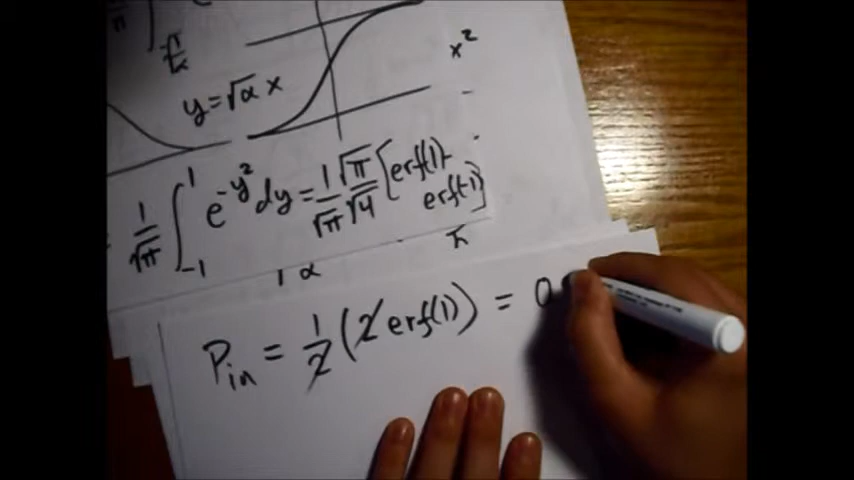 y = √α x
x²
1/√π ∫₋₁¹ e^(-y²) dy = 1/√π √π/√4 [erf(1) -
erf(-1)]
P_in = 1/2 (2 erf(1)) = 0